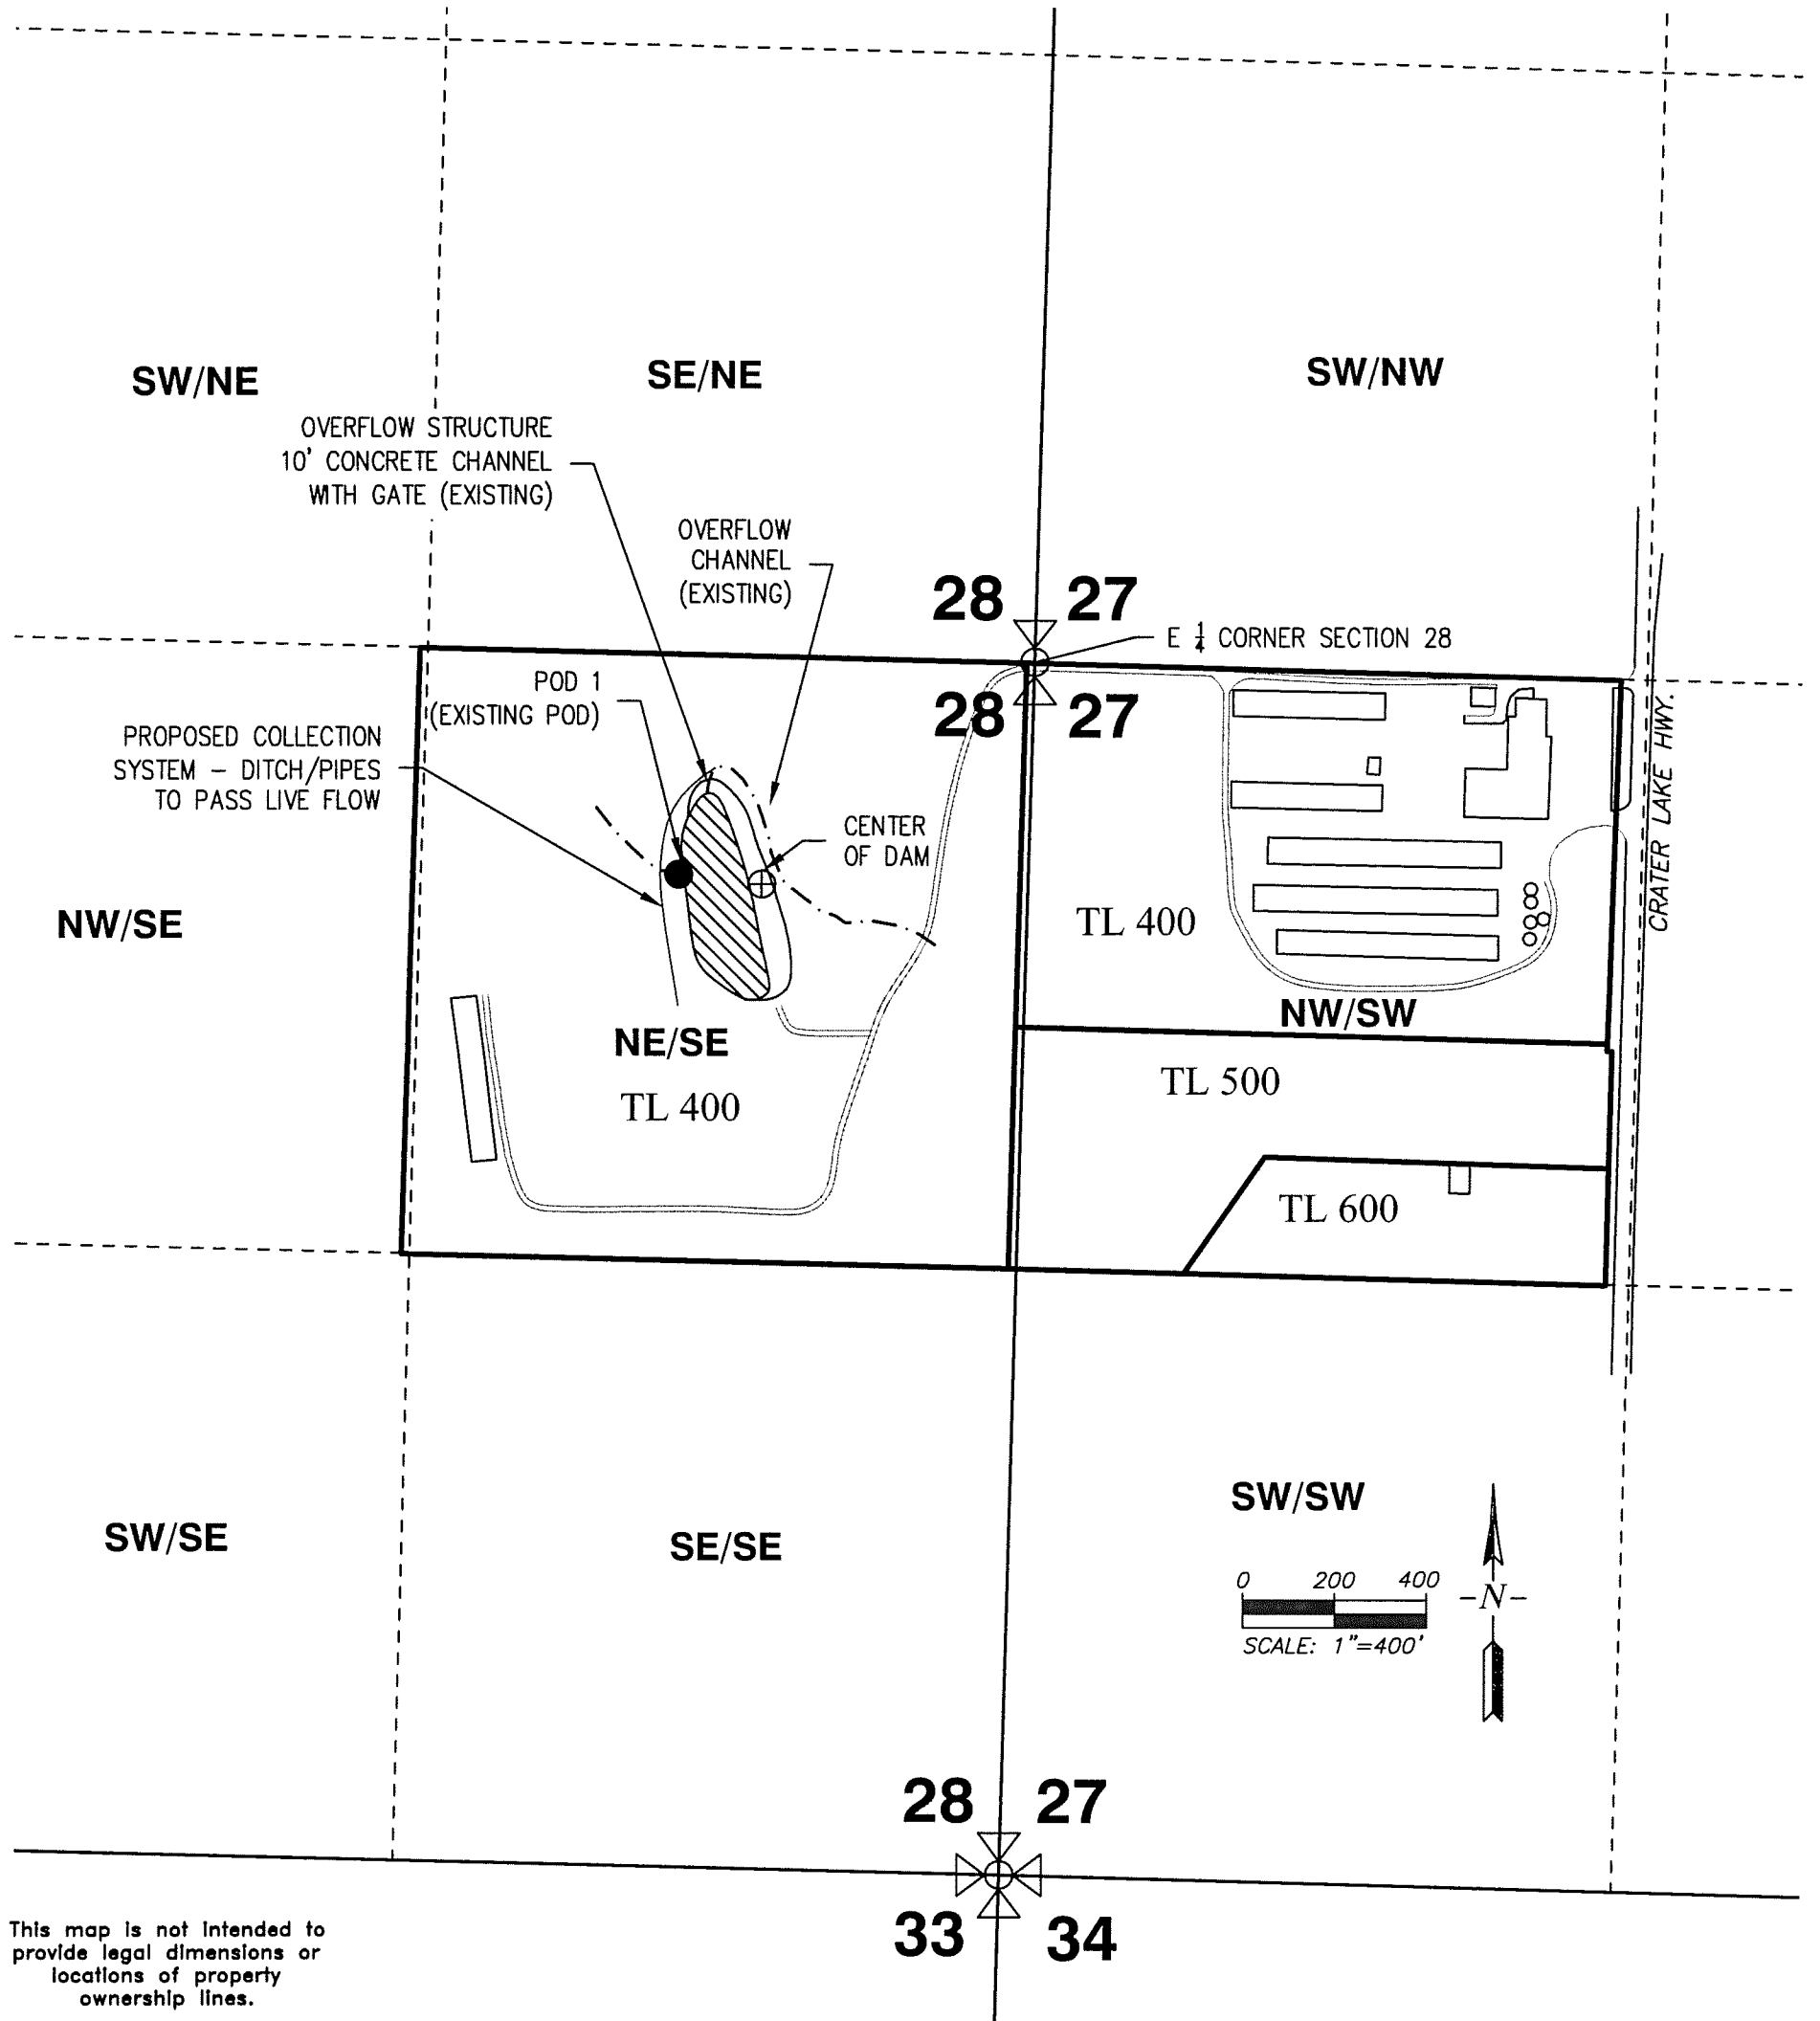 SW/NE
SE/NE
SW/NW
OVERFLOW STRUCTURE
10' CONCRETE CHANNEL
WITH GATE (EXISTING)
OVERFLOW
CHANNEL
(EXISTING)
28 27
E 1/4 CORNER SECTION 28
28 27
POD 1
(EXISTING POD)
PROPOSED COLLECTION
SYSTEM – DITCH/PIPES
TO PASS LIVE FLOW
CENTER
OF DAM
CRATER LAKE HWY.
NW/SE
TL 400
NW/SW
NE/SE
TL 400
TL 500
TL 600
SW/SE
SE/SE
SW/SW
0 200 400
SCALE: 1"=400'
-N-
28 27
33 34
This map is not intended to
provide legal dimensions or
locations of property
ownership lines.